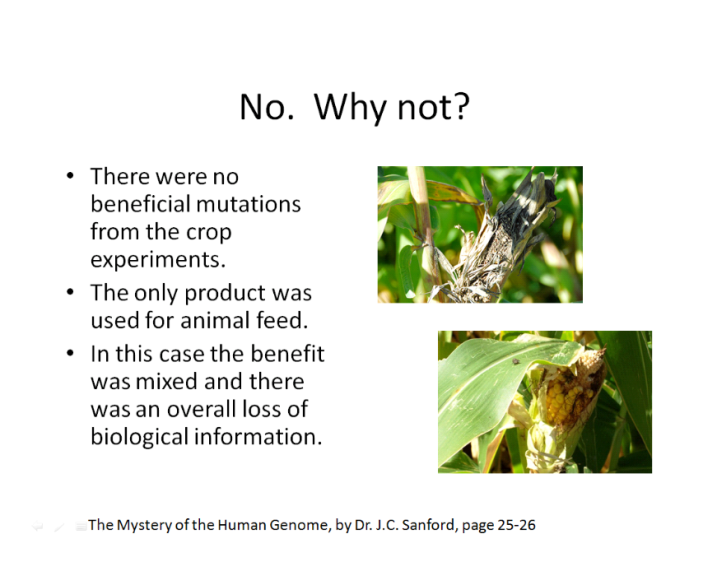 No. Why not?
• There were no
beneficial mutations
from the crop
experiments.
• The only product was
used for animal feed.
• In this case the benefit
was mixed and there
was an overall loss of
biological information.
The Mystery of the Human Genome, by Dr. J.C. Sanford, page 25-26